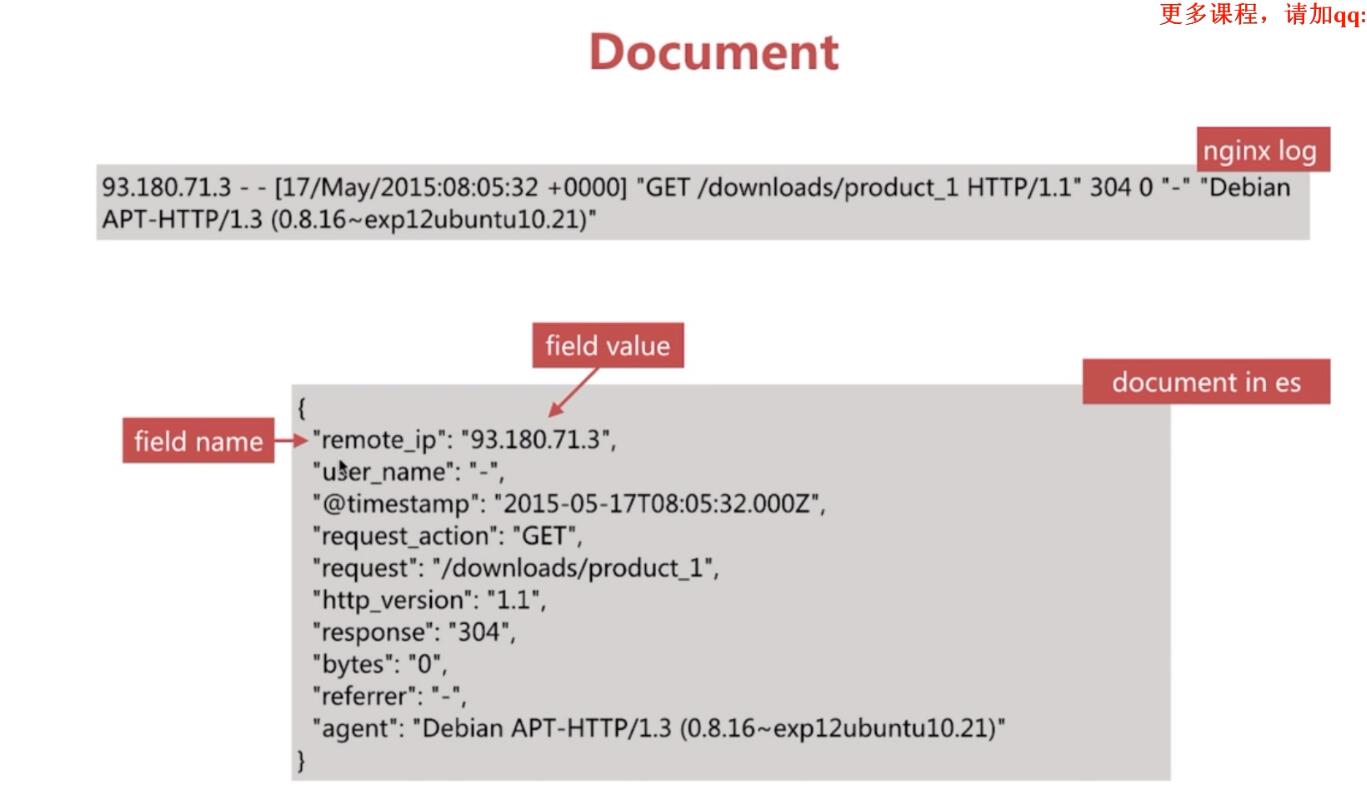 更多课程，请加qq:
Document
nginx log
93.180.71.3 - - [17/May/2015:08:05:32 +0000] "GET /downloads/product_1 HTTP/1.1" 304 0 "-" "Debian
APT-HTTP/1.3 (0.8.16~exp12ubuntu10.21)"
field value
document in es
field name
{
"remote_ip": "93.180.71.3",
"user_name": "-",
"@timestamp": "2015-05-17T08:05:32.000Z",
"request_action": "GET",
"request": "/downloads/product_1",
"http_version": "1.1",
"response": "304",
"bytes": "0",
"referrer": "-",
"agent": "Debian APT-HTTP/1.3 (0.8.16~exp12ubuntu10.21)"
}